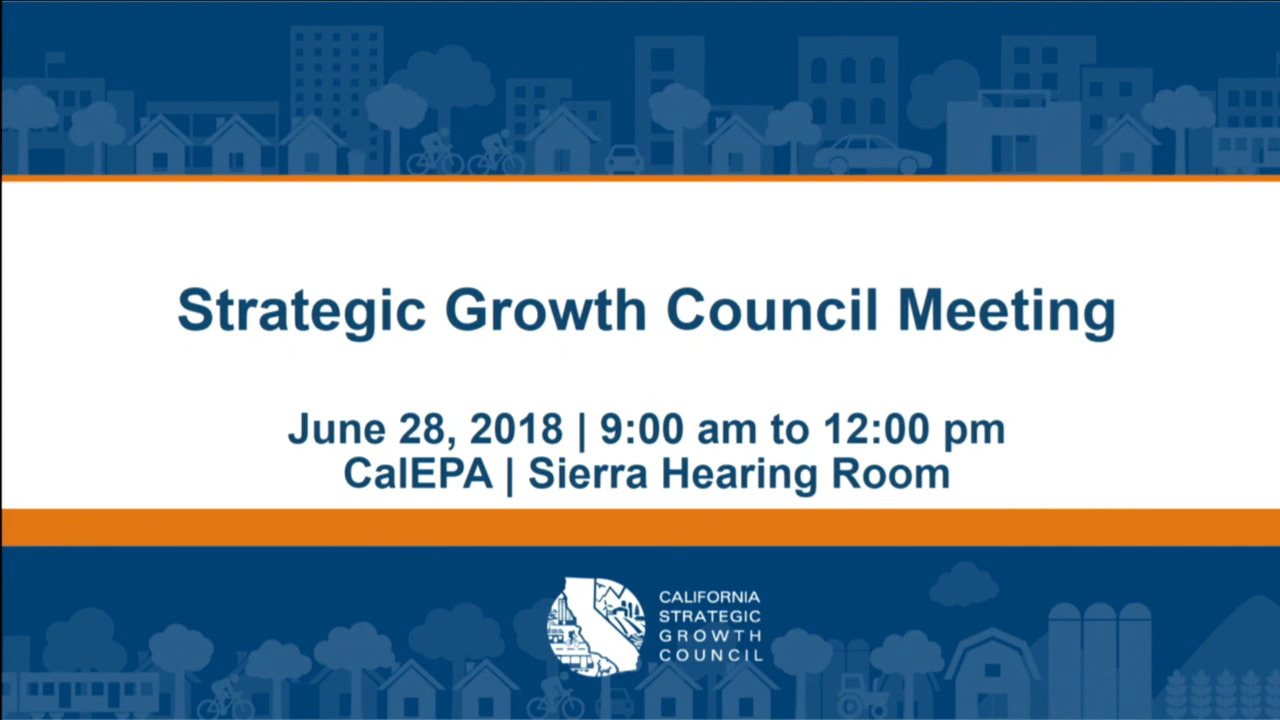 Strategic Growth Council Meeting
June 28, 2018 | 9:00 am to 12:00 pm
CalEPA | Sierra Hearing Room
CALIFORNIA
STRATEGIC
GROWTH
COUNCIL